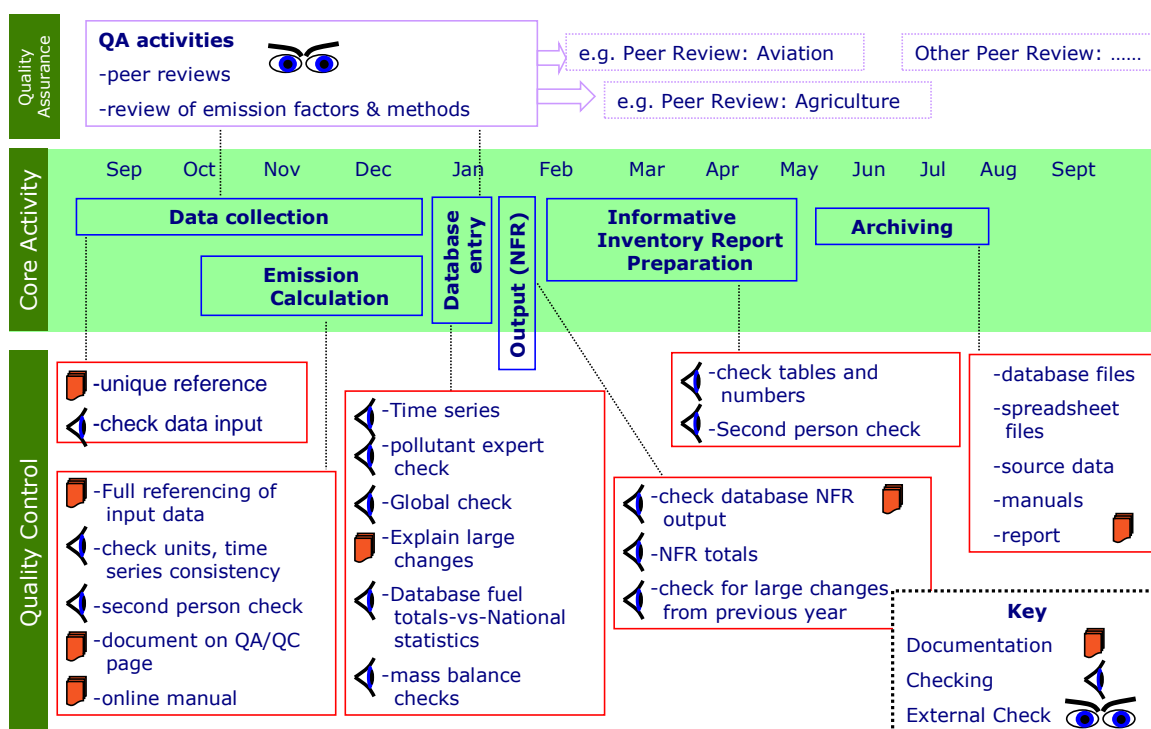 Quality
Assurance
QA activities
-peer reviews
-review of emission factors & methods
e.g. Peer Review: Aviation
Other Peer Review: ......
e.g. Peer Review: Agriculture
Core Activity
Sep Oct Nov Dec Jan Feb Mar Apr May Jun Jul Aug Sept
Data collection
Emission
Calculation
Database
entry
Output (NFR)
Informative
Inventory Report
Preparation
Archiving
Quality Control
-unique reference
-check data input
-Full referencing of
input data
-check units, time
series consistency
-second person check
-document on QA/QC
page
-online manual
-Time series
-pollutant expert
check
-Global check
-Explain large
changes
-Database fuel
totals-vs-National
statistics
-mass balance
checks
-check database NFR
output
-NFR totals
-check for large changes
from previous year
-check tables and
numbers
-Second person check
-database files
-spreadsheet
files
-source data
-manuals
-report
Key
Documentation
Checking
External Check